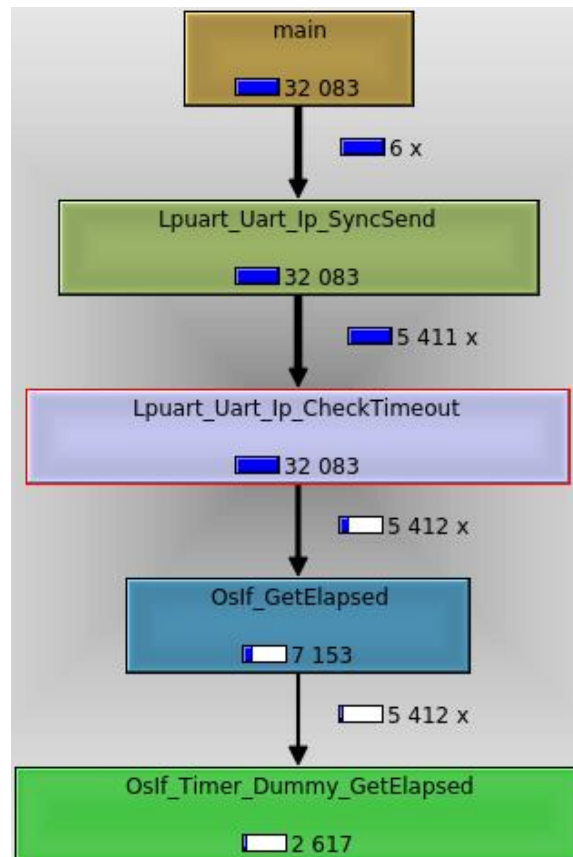 main
32 083
6 x
Lpuart_Uart_Ip_SyncSend
32 083
5 411 x
Lpuart_Uart_Ip_CheckTimeout
32 083
5 412 x
OsIf_GetElapsed
7 153
5 412 x
OsIf_Timer_Dummy_GetElapsed
2 617